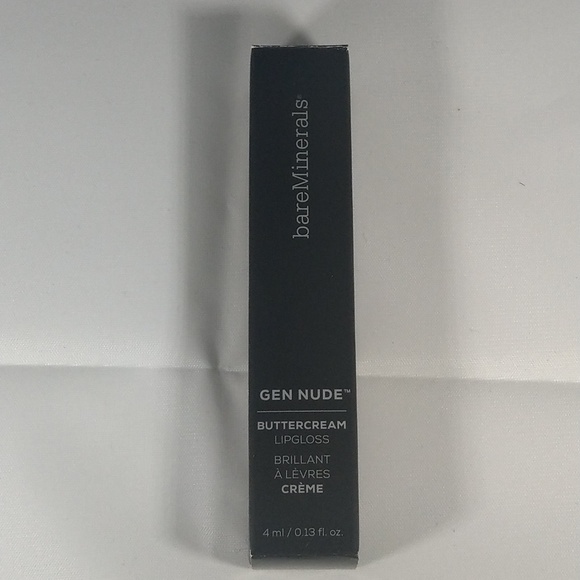 bareMinerals®
GEN NUDE™
BUTTERCREAM
LIPGLOSS
BRILLANT
À LÈVRES
CRÈME
4 ml / 0.13 fl. oz.